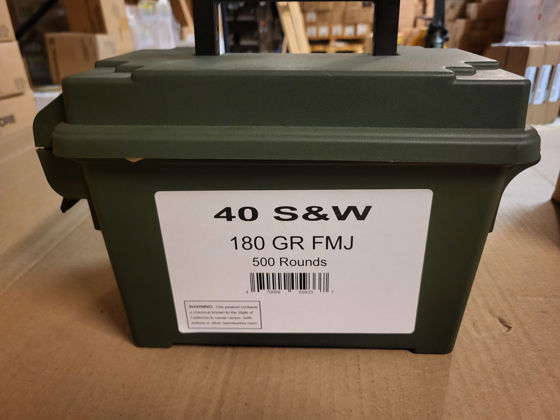 40 S&W
180 GR FMJ
500 Rounds
WARNING: This product contains
a chemical known to the State of
California to cause cancer, birth
defects or other reproductive harm.